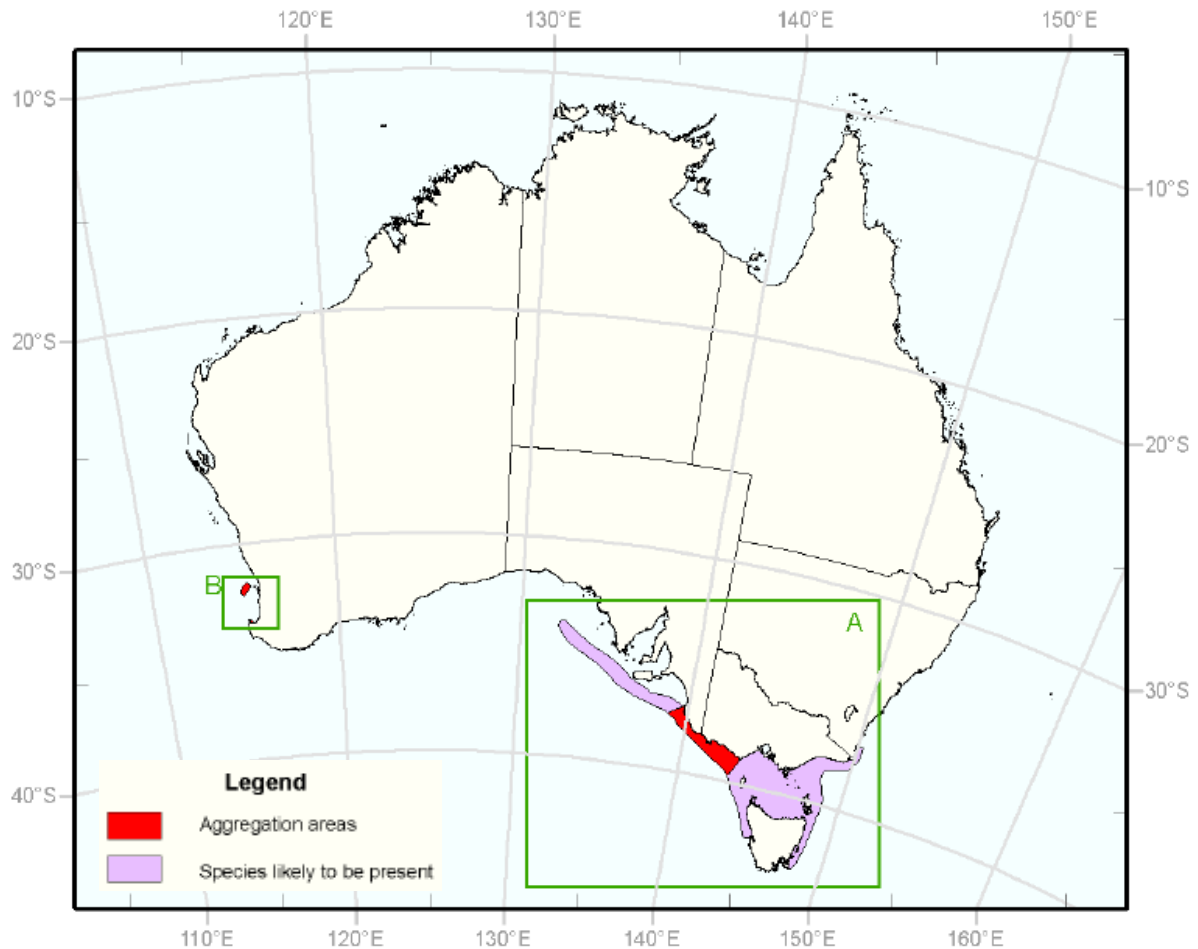 120°E 130°E 140°E 150°E
10°S
10°S
20°S
20°S
30°S
B
A
30°S
Legend
40°S
Aggregation areas
Species likely to be present
110°E 120°E 130°E 140°E 150°E 160°E